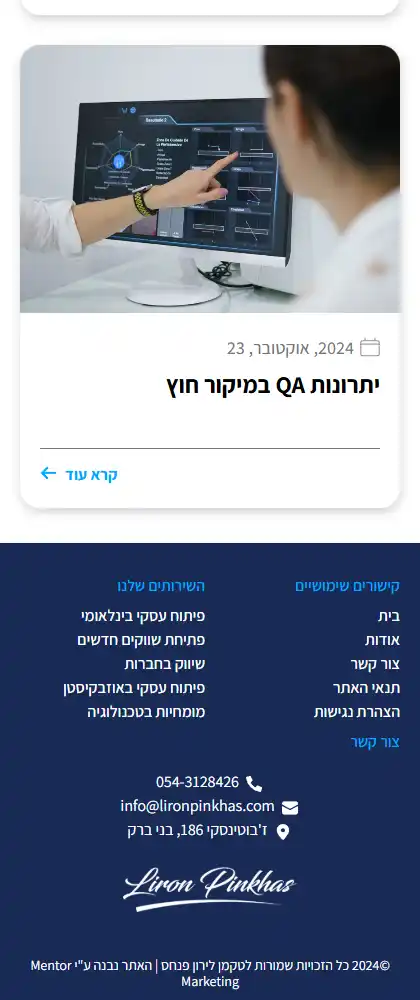 Resultado 2
2024, אוקטובר, 23
יתרונות QA במיקור חוץ
קרא עוד
קישורים שימושיים
בית
אודות
צור קשר
תנאי האתר
הצהרת נגישות
השירותים שלנו
פיתוח עסקי בינלאומי
פתיחת שווקים חדשים
שיווק בחברות
פיתוח עסקי באוזבקיסטן
מומחיות בטכנולוגיה
צור קשר
054-3128426
info@lironpinkhas.com
ז'בוטינסקי 186, בני ברק
Liron Pinkhas
©2024 כל הזכויות שמורות לטקמן לירון פנחס | האתר נבנה ע"י Mentor
Marketing